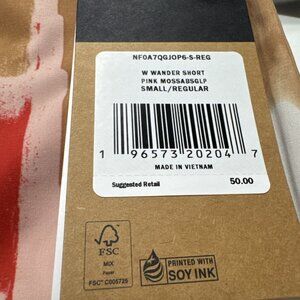 NF0A7QGJOP6-S-REG
W WANDER SHORT
PINK MOSSABSGLP
SMALL/REGULAR
1 96573 20204 7
MADE IN VIETNAM
Suggested Retail 50.00
FSC
MIX
Paper
FSC® C005725
PRINTED WITH
SOY INK